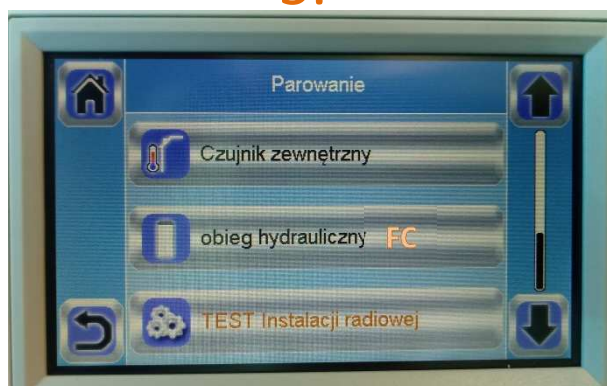 Parowanie
Czujnik zewnętrzny
obieg hydrauliczny FC
TEST Instalacji radiowej